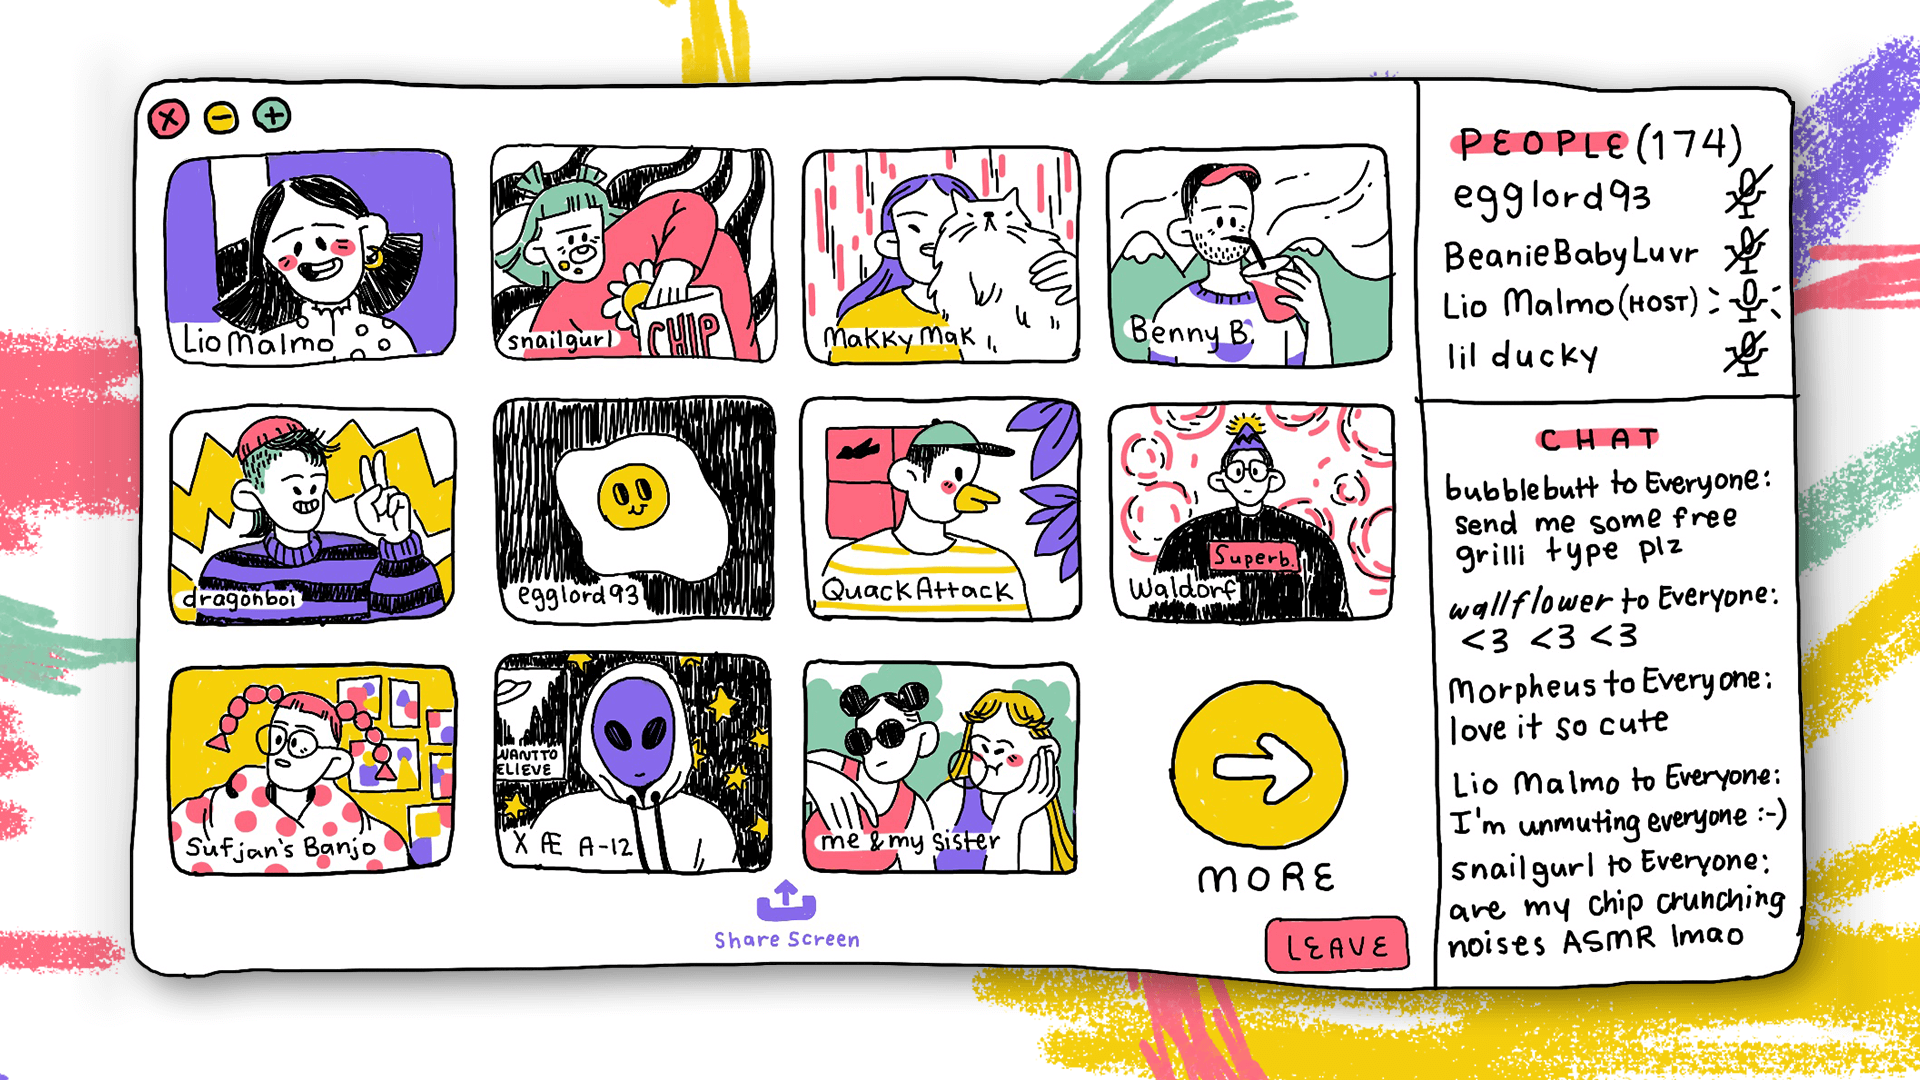 Lio Malmo
snailgurl
CHIP
Makky Mak
Benny B.
dragonboi
egglord93
QuackAttack
Superb.
Waldorf
Sufjan's Banjo
WANT TO
ELIEVE
X Æ A-12
me & my sister
MORE
Share Screen
LEAVE
PEOPLE (174)
egglord93
BeanieBabyLuvr
Lio Malmo (HOST)
lil ducky
CHAT
bubblebutt to Everyone:
send me some free
grilli type plz
wallflower to Everyone:
<3 <3 <3
Morpheus to Everyone:
love it so cute
Lio Malmo to Everyone:
I'm unmuting everyone :-)
snailgurl to Everyone:
are my chip crunching
noises ASMR lmao